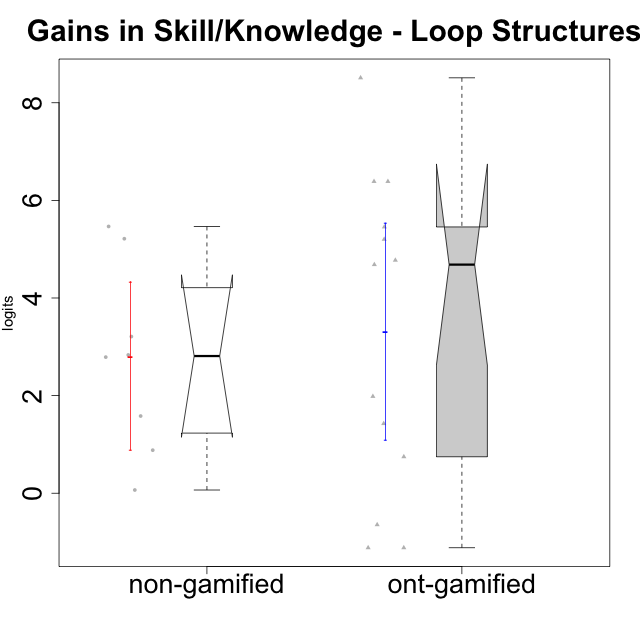 Gains in Skill/Knowledge - Loop Structures
8
6
4
2
0
logits
non-gamified
ont-gamified